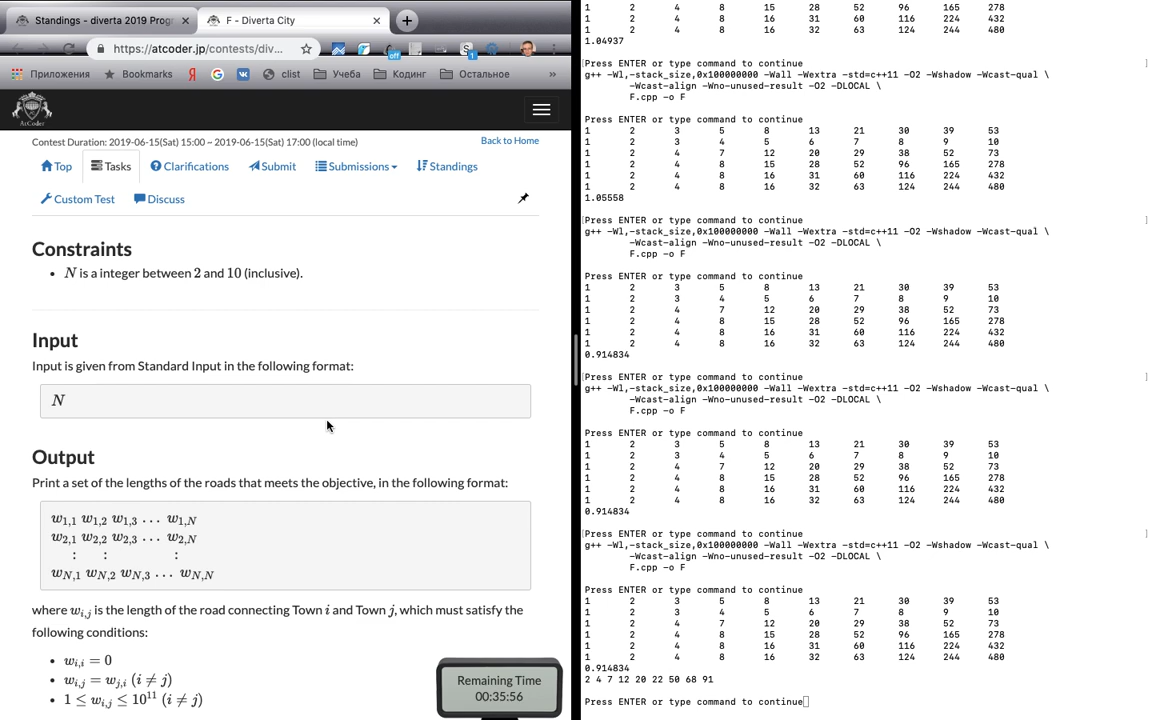 Standings - diverta 2019 Prog
F - Diverta City
https://atcoder.jp/contests/div...
Приложения Bookmarks clist Учеба Кодинг Остальное »
AtCoder
Contest Duration: 2019-06-15(Sat) 15:00 ~ 2019-06-15(Sat) 17:00 (local time)
Back to Home
Top Tasks Clarifications Submit Submissions Standings
Custom Test Discuss
Constraints
• N is a integer between 2 and 10 (inclusive).
Input
Input is given from Standard Input in the following format:
N
Output
Print a set of the lengths of the roads that meets the objective, in the following format:
w1,1 w1,2 w1,3 … w1,N
w2,1 w2,2 w2,3 … w2,N
: : :
wN,1 wN,2 wN,3 … wN,N
where wi,j is the length of the road connecting Town i and Town j, which must satisfy the
following conditions:
• wi,i = 0
• wi,j = wj,i (i ≠ j)
• 1 ≤ wi,j ≤ 10^11 (i ≠ j)
Remaining Time
00:35:56
1 2 4 8 15 28 52 96 165 278
1 2 4 8 16 31 60 116 224 432
1 2 4 8 16 32 63 124 244 480
1.04937
[Press ENTER or type command to continue ]
g++ -Wl,-stack_size,0x100000000 -Wall -Wextra -std=c++11 -O2 -Wshadow -Wcast-qual \
-Wcast-align -Wno-unused-result -O2 -DLOCAL \
F.cpp -o F
Press ENTER or type command to continue
1 2 3 5 8 13 21 30 39 53
1 2 3 4 5 6 7 8 9 10
1 2 4 7 12 20 29 38 52 73
1 2 4 8 15 28 52 96 165 278
1 2 4 8 16 31 60 116 224 432
1 2 4 8 16 32 63 124 244 480
1.05558
[Press ENTER or type command to continue ]
g++ -Wl,-stack_size,0x100000000 -Wall -Wextra -std=c++11 -O2 -Wshadow -Wcast-qual \
-Wcast-align -Wno-unused-result -O2 -DLOCAL \
F.cpp -o F
Press ENTER or type command to continue
1 2 3 5 8 13 21 30 39 53
1 2 3 4 5 6 7 8 9 10
1 2 4 7 12 20 29 38 52 73
1 2 4 8 15 28 52 96 165 278
1 2 4 8 16 31 60 116 224 432
1 2 4 8 16 32 63 124 244 480
0.914834
[Press ENTER or type command to continue ]
g++ -Wl,-stack_size,0x100000000 -Wall -Wextra -std=c++11 -O2 -Wshadow -Wcast-qual \
-Wcast-align -Wno-unused-result -O2 -DLOCAL \
F.cpp -o F
Press ENTER or type command to continue
1 2 3 5 8 13 21 30 39 53
1 2 3 4 5 6 7 8 9 10
1 2 4 7 12 20 29 38 52 73
1 2 4 8 15 28 52 96 165 278
1 2 4 8 16 31 60 116 224 432
1 2 4 8 16 32 63 124 244 480
0.914834
[Press ENTER or type command to continue ]
g++ -Wl,-stack_size,0x100000000 -Wall -Wextra -std=c++11 -O2 -Wshadow -Wcast-qual \
-Wcast-align -Wno-unused-result -O2 -DLOCAL \
F.cpp -o F
Press ENTER or type command to continue
1 2 3 5 8 13 21 30 39 53
1 2 3 4 5 6 7 8 9 10
1 2 4 7 12 20 29 38 52 73
1 2 4 8 15 28 52 96 165 278
1 2 4 8 16 31 60 116 224 432
1 2 4 8 16 32 63 124 244 480
0.914834
2 4 7 12 20 22 50 68 91
Press ENTER or type command to continue